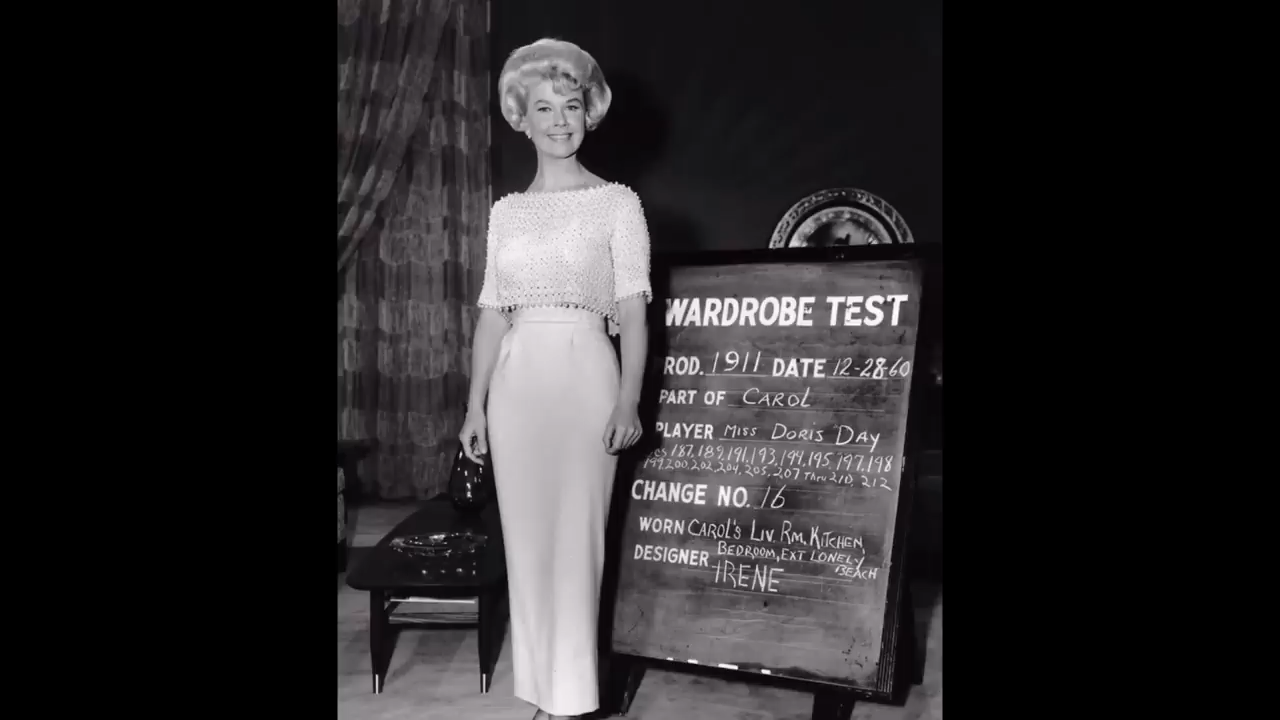 WARDROBE TEST
ROD. 1911 DATE 12-28-60
PART OF CAROL
PLAYER MISS DORIS DAY
187,189,191,193,194,195,197,198
199,200,202,204,205,207 THRU 210,212
CHANGE NO. 16
WORN CAROL'S LIV. RM. KITCHEN,
BEDROOM, EXT LONELY
BEACH
DESIGNER IRENE